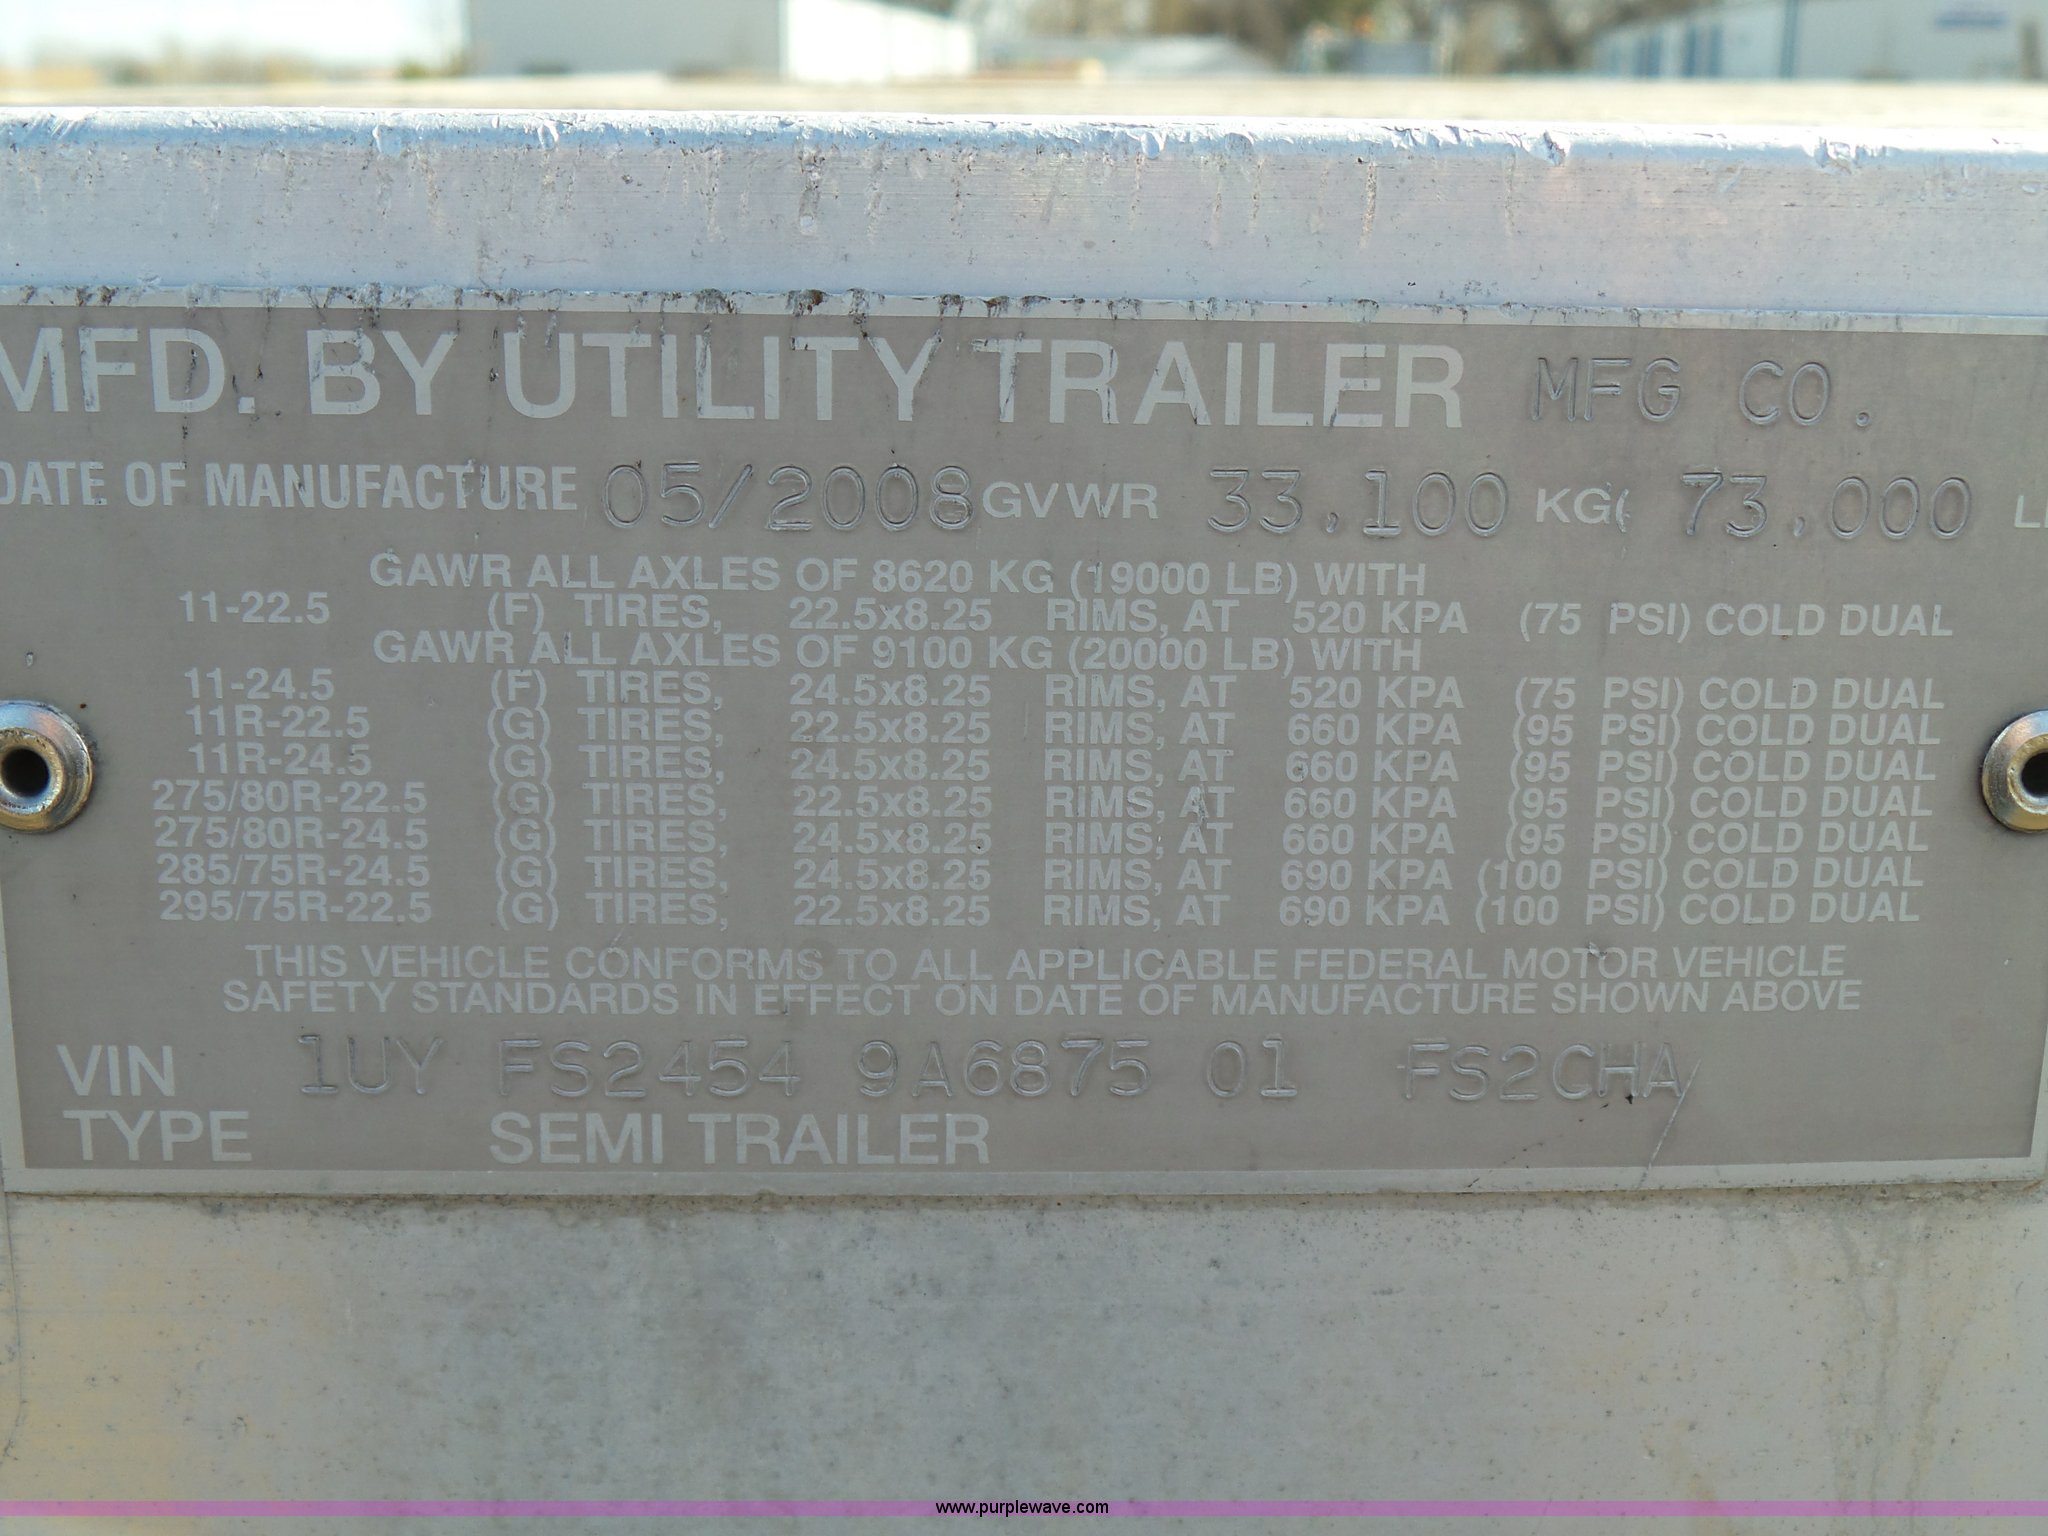 MFD. BY UTILITY TRAILER MFG CO.
DATE OF MANUFACTURE 05/2008 GVWR 33,100 KG( 73,000 L
GAWR ALL AXLES OF 8620 KG (19000 LB) WITH
11-22.5 (F) TIRES, 22.5x8.25 RIMS, AT 520 KPA (75 PSI) COLD DUAL
GAWR ALL AXLES OF 9100 KG (20000 LB) WITH
11-24.5 (F) TIRES, 24.5x8.25 RIMS, AT 520 KPA (75 PSI) COLD DUAL
11R-22.5 (G) TIRES, 22.5x8.25 RIMS, AT 660 KPA (95 PSI) COLD DUAL
11R-24.5 (G) TIRES, 24.5x8.25 RIMS, AT 660 KPA (95 PSI) COLD DUAL
275/80R-22.5 (G) TIRES, 22.5x8.25 RIMS, AT 660 KPA (95 PSI) COLD DUAL
275/80R-24.5 (G) TIRES, 24.5x8.25 RIMS, AT 660 KPA (95 PSI) COLD DUAL
285/75R-24.5 (G) TIRES, 24.5x8.25 RIMS, AT 690 KPA (100 PSI) COLD DUAL
295/75R-22.5 (G) TIRES, 22.5x8.25 RIMS, AT 690 KPA (100 PSI) COLD DUAL
THIS VEHICLE CONFORMS TO ALL APPLICABLE FEDERAL MOTOR VEHICLE
SAFETY STANDARDS IN EFFECT ON DATE OF MANUFACTURE SHOWN ABOVE
VIN 1UY FS2454 9A6875 01 FS2CHA
TYPE SEMI TRAILER
www.purplewave.com